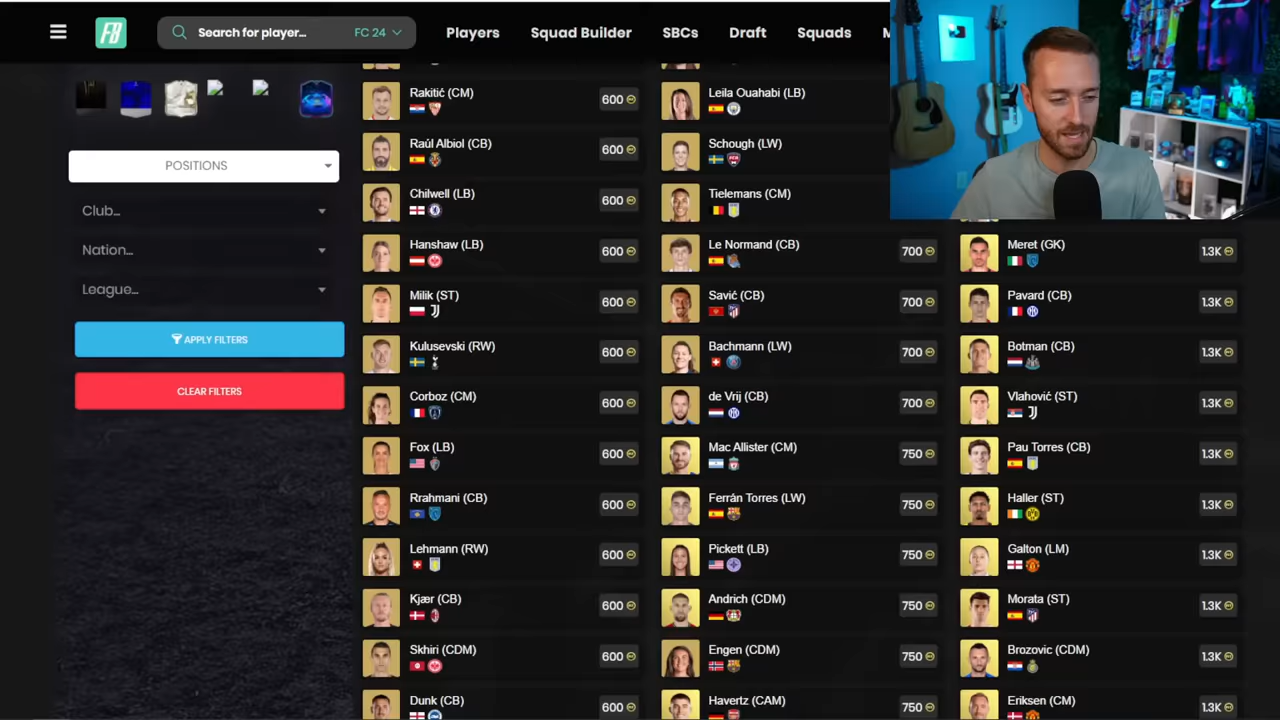 FB
Search for player...
FC 24
Players
Squad Builder
SBCs
Draft
Squads
POSITIONS
Club...
Nation...
League...
APPLY FILTERS
CLEAR FILTERS
Rakitić (CM)
600
Raúl Albiol (CB)
600
Chilwell (LB)
600
Hanshaw (LB)
600
Milik (ST)
600
Kulusevski (RW)
600
Corboz (CM)
600
Fox (LB)
600
Rrahmani (CB)
600
Lehmann (RW)
600
Kjær (CB)
600
Skhiri (CDM)
600
Dunk (CB)
600
Leila Ouahabi (LB)
Schough (LW)
Tielemans (CM)
Le Normand (CB)
700
Savić (CB)
700
Bachmann (LW)
700
de Vrij (CB)
700
Mac Allister (CM)
750
Ferrán Torres (LW)
750
Pickett (LB)
750
Andrich (CDM)
750
Engen (CDM)
750
Havertz (CAM)
750
Meret (GK)
1.3K
Pavard (CB)
1.3K
Botman (CB)
1.3K
Vlahović (ST)
1.3K
Pau Torres (CB)
1.3K
Haller (ST)
1.3K
Galton (LM)
1.3K
Morata (ST)
1.3K
Brozovic (CDM)
1.3K
Eriksen (CM)
1.3K